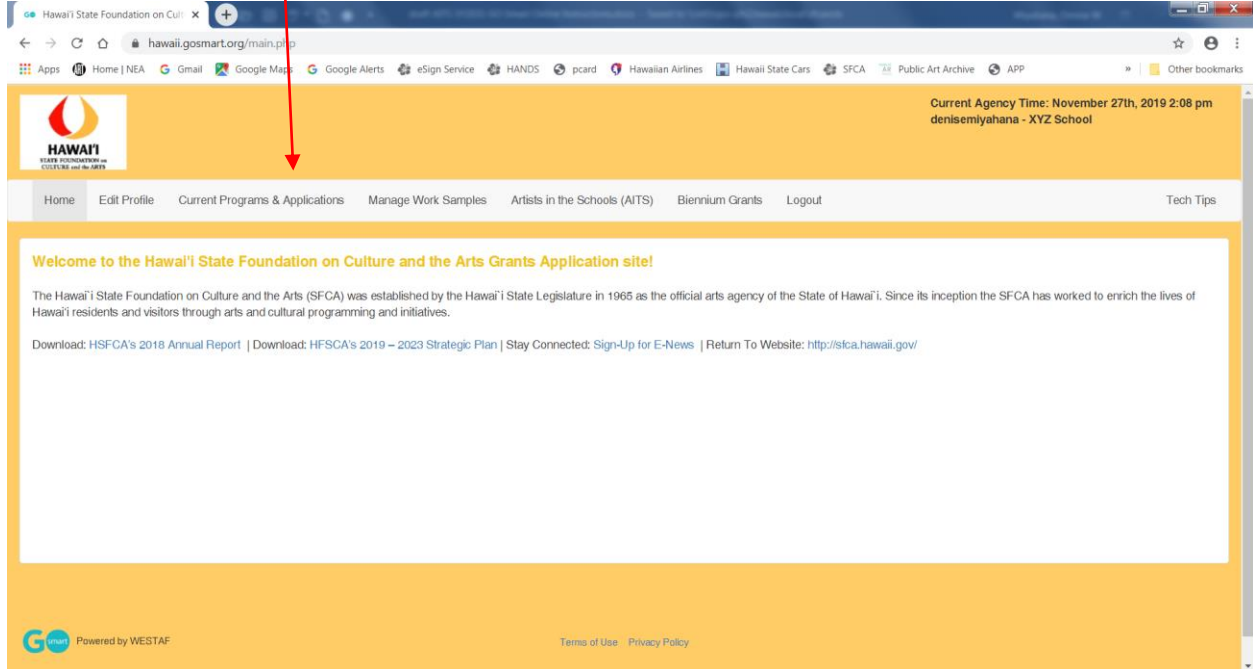 Hawai'i State Foundation on Cult
hawaii.gosmart.org/main.php
Apps Home | NEA Gmail Google Maps Google Alerts eSign Service HANDS pcard Hawaiian Airlines Hawaii State Cars SFCA Public Art Archive APP » Other bookmarks
Current Agency Time: November 27th, 2019 2:08 pm
denisemiyahana - XYZ School
HAWAI'I
STATE FOUNDATION on
CULTURE and the ARTS
Home Edit Profile Current Programs & Applications Manage Work Samples Artists in the Schools (AITS) Biennium Grants Logout Tech Tips
Welcome to the Hawai'i State Foundation on Culture and the Arts Grants Application site!
The Hawai`i State Foundation on Culture and the Arts (SFCA) was established by the Hawai`i State Legislature in 1965 as the official arts agency of the State of Hawai`i. Since its inception the SFCA has worked to enrich the lives of
Hawai'i residents and visitors through arts and cultural programming and initiatives.
Download: HSFCA's 2018 Annual Report | Download: HFSCA's 2019 – 2023 Strategic Plan | Stay Connected: Sign-Up for E-News | Return To Website: http://sfca.hawaii.gov/
Go smart Powered by WESTAF Terms of Use Privacy Policy